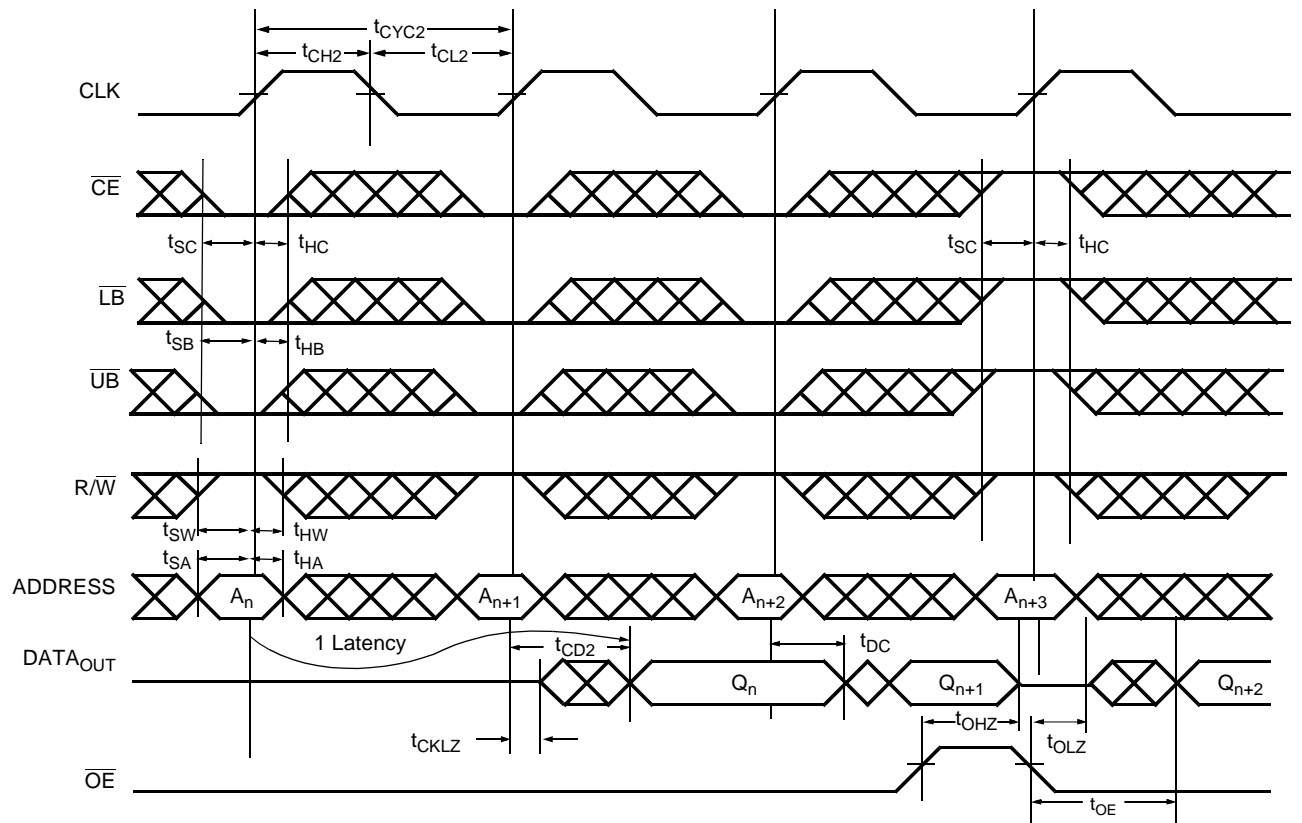 tCYC2
tCH2
tCL2
CLK
CE
tSC
tHC
tSC
tHC
LB
tSB
tHB
UB
R/W
tSW
tHW
tSA
tHA
ADDRESS
An
An+1
An+2
An+3
1 Latency
tCD2
tDC
DATAOUT
Qn
Qn+1
Qn+2
tOHZ
tOLZ
tCKLZ
OE
tOE